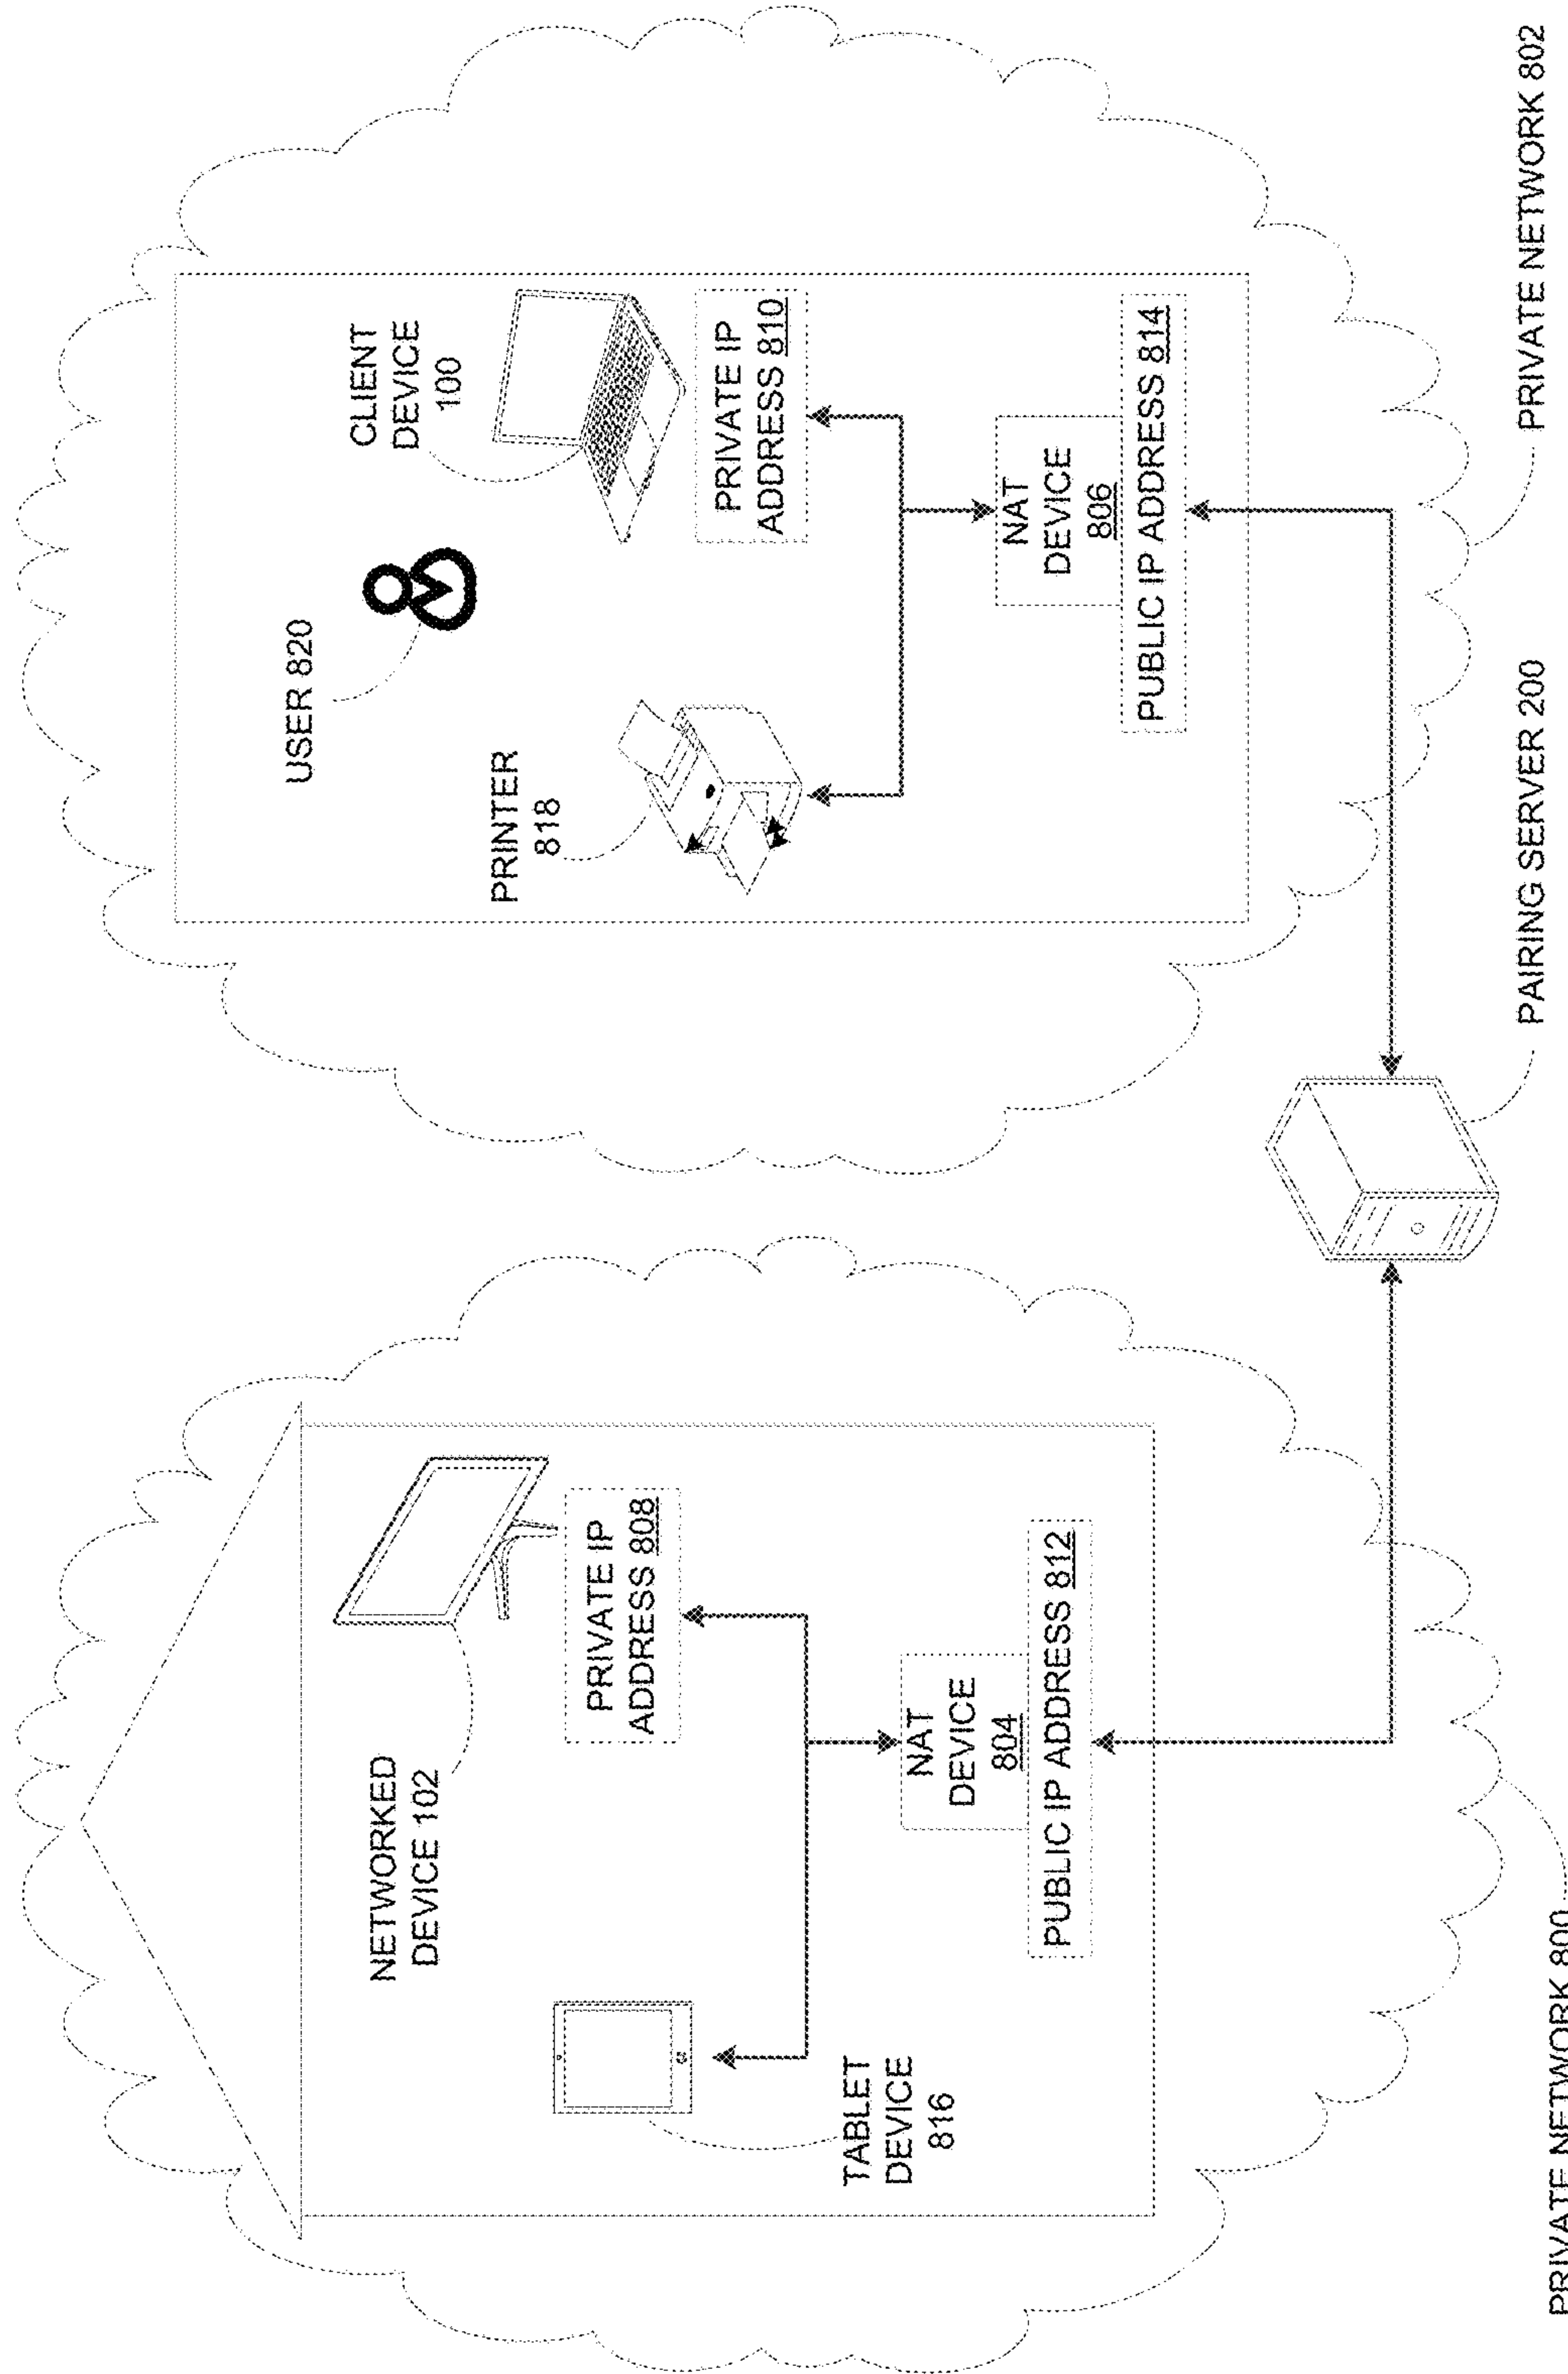 NETWORKED
DEVICE 102
PRIVATE IP
ADDRESS 808
TABLET
DEVICE
816
NAT
DEVICE
804
PUBLIC IP ADDRESS 812
PRIVATE NETWORK 800
USER 820
CLIENT
DEVICE
100
PRINTER
818
PRIVATE IP
ADDRESS 810
NAT
DEVICE
806
PUBLIC IP ADDRESS 814
PAIRING SERVER 200
PRIVATE NETWORK 802